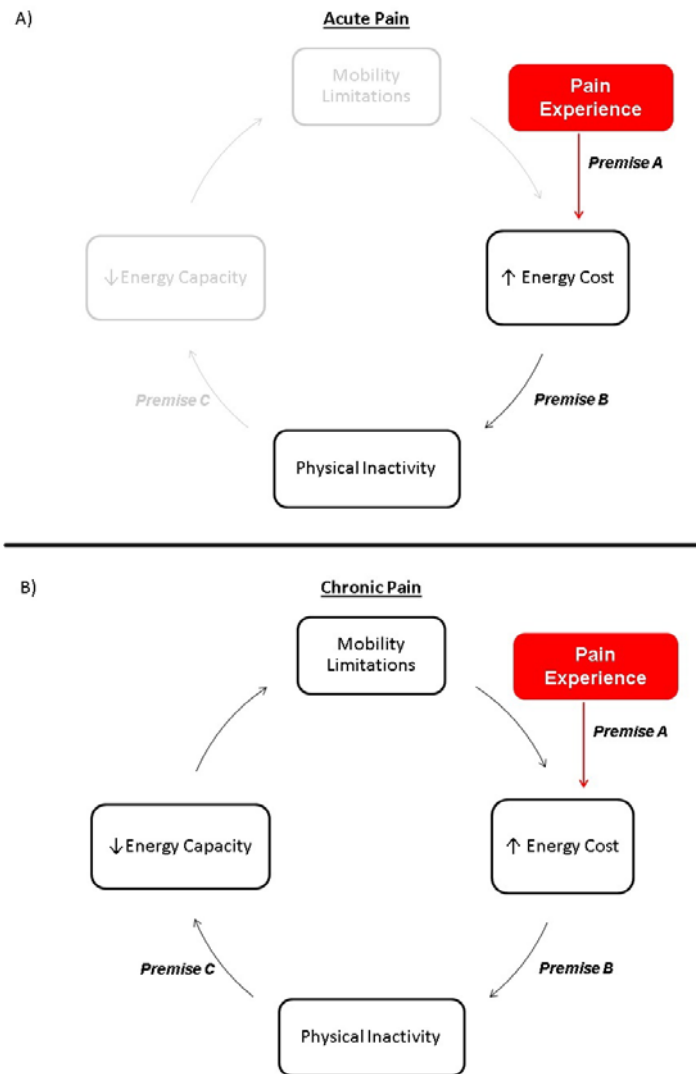 A)
Acute Pain
Mobility
Limitations
Pain
Experience
Premise A
↓Energy Capacity
↑ Energy Cost
Premise C
Premise B
Physical Inactivity
B)
Chronic Pain
Mobility
Limitations
Pain
Experience
Premise A
↓Energy Capacity
↑ Energy Cost
Premise C
Premise B
Physical Inactivity